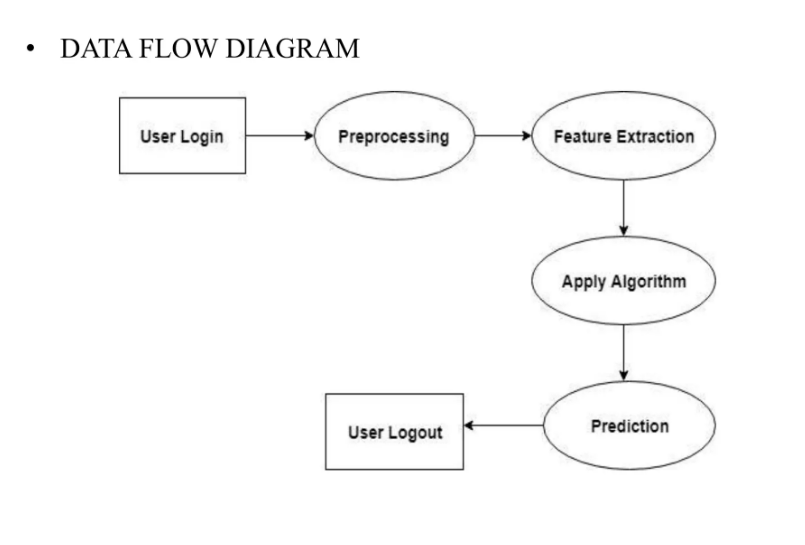 • DATA FLOW DIAGRAM
User Login
Preprocessing
Feature Extraction
Apply Algorithm
Prediction
User Logout